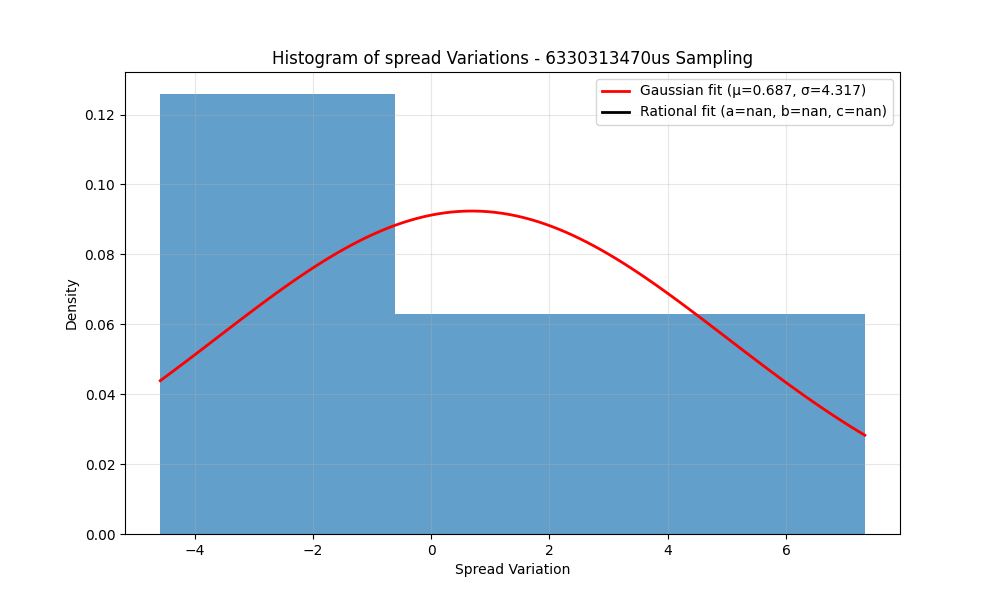 Histogram of spread Variations - 6330313470us Sampling
Gaussian fit (μ=0.687, σ=4.317)
Rational fit (a=nan, b=nan, c=nan)
Density
0.12
0.10
0.08
0.06
0.04
0.02
0.00
−4 −2 0 2 4 6
Spread Variation